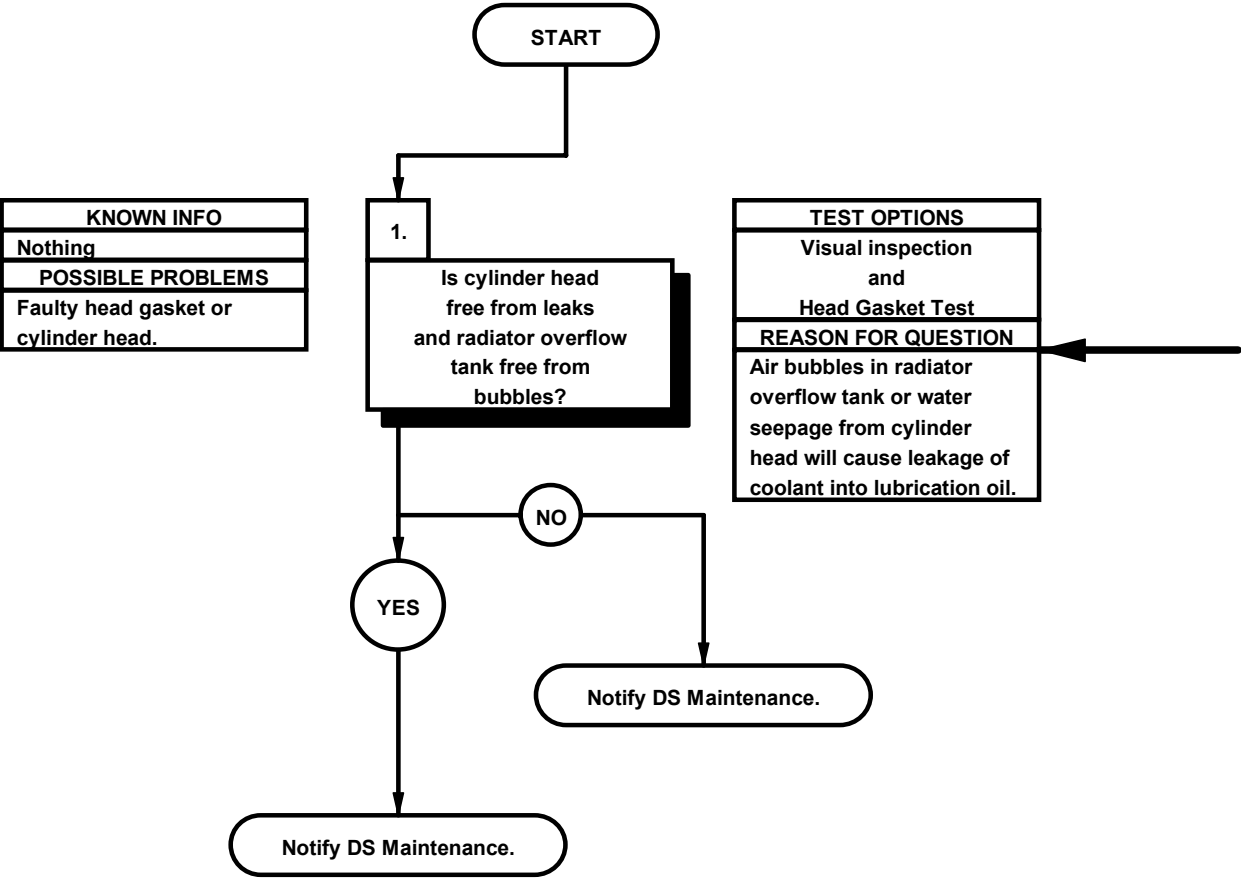 START
KNOWN INFO
Nothing
POSSIBLE PROBLEMS
Faulty head gasket or
cylinder head.
1.
Is cylinder head
free from leaks
and radiator overflow
tank free from
bubbles?
TEST OPTIONS
Visual inspection
and
Head Gasket Test
REASON FOR QUESTION
Air bubbles in radiator
overflow tank or water
seepage from cylinder
head will cause leakage of
coolant into lubrication oil.
NO
YES
Notify DS Maintenance.
Notify DS Maintenance.